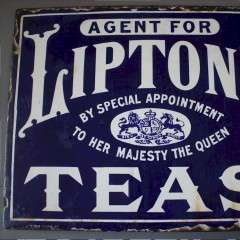 AGENT FOR
LIPTON
BY SPECIAL APPOINTMENT
TO HER MAJESTY THE QUEEN
TEAS